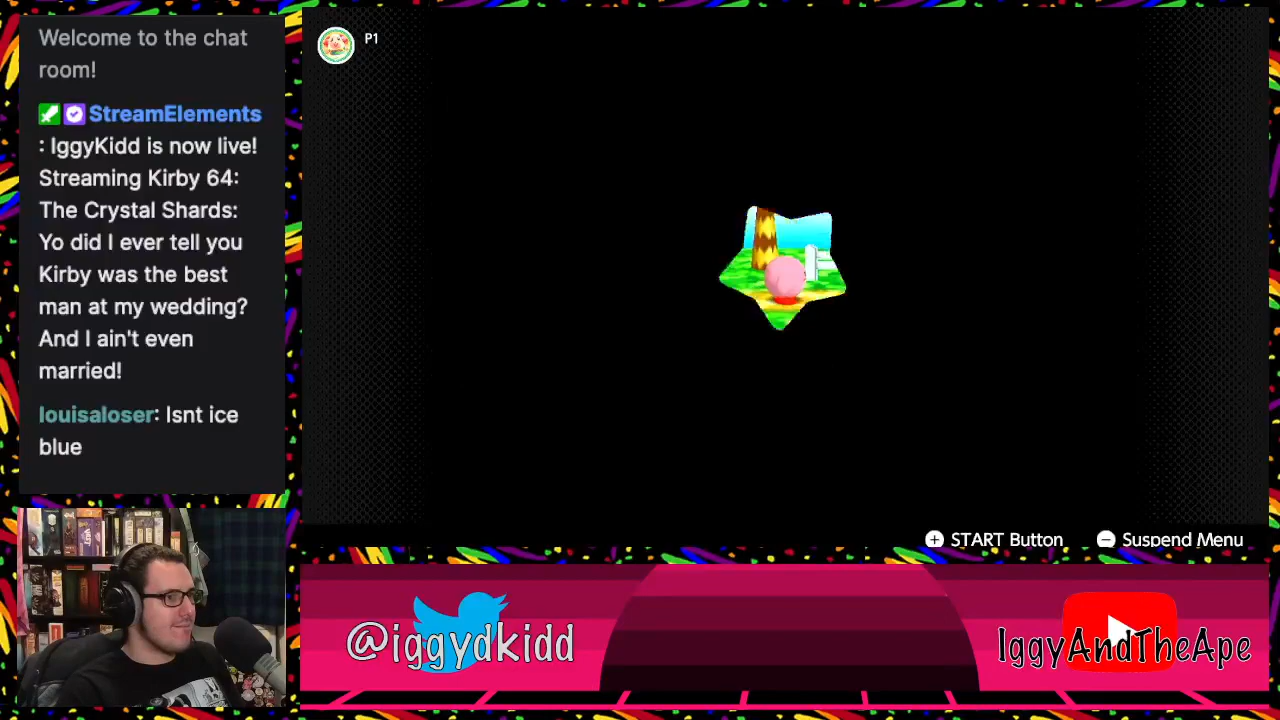 Welcome to the chat
room!
StreamElements
: IggyKidd is now live!
Streaming Kirby 64:
The Crystal Shards:
Yo did I ever tell you
Kirby was the best
man at my wedding?
And I ain't even
married!
louisaloser: Isnt ice
blue
P1
START Button
Suspend Menu
@iggydkidd
IggyAndTheApe